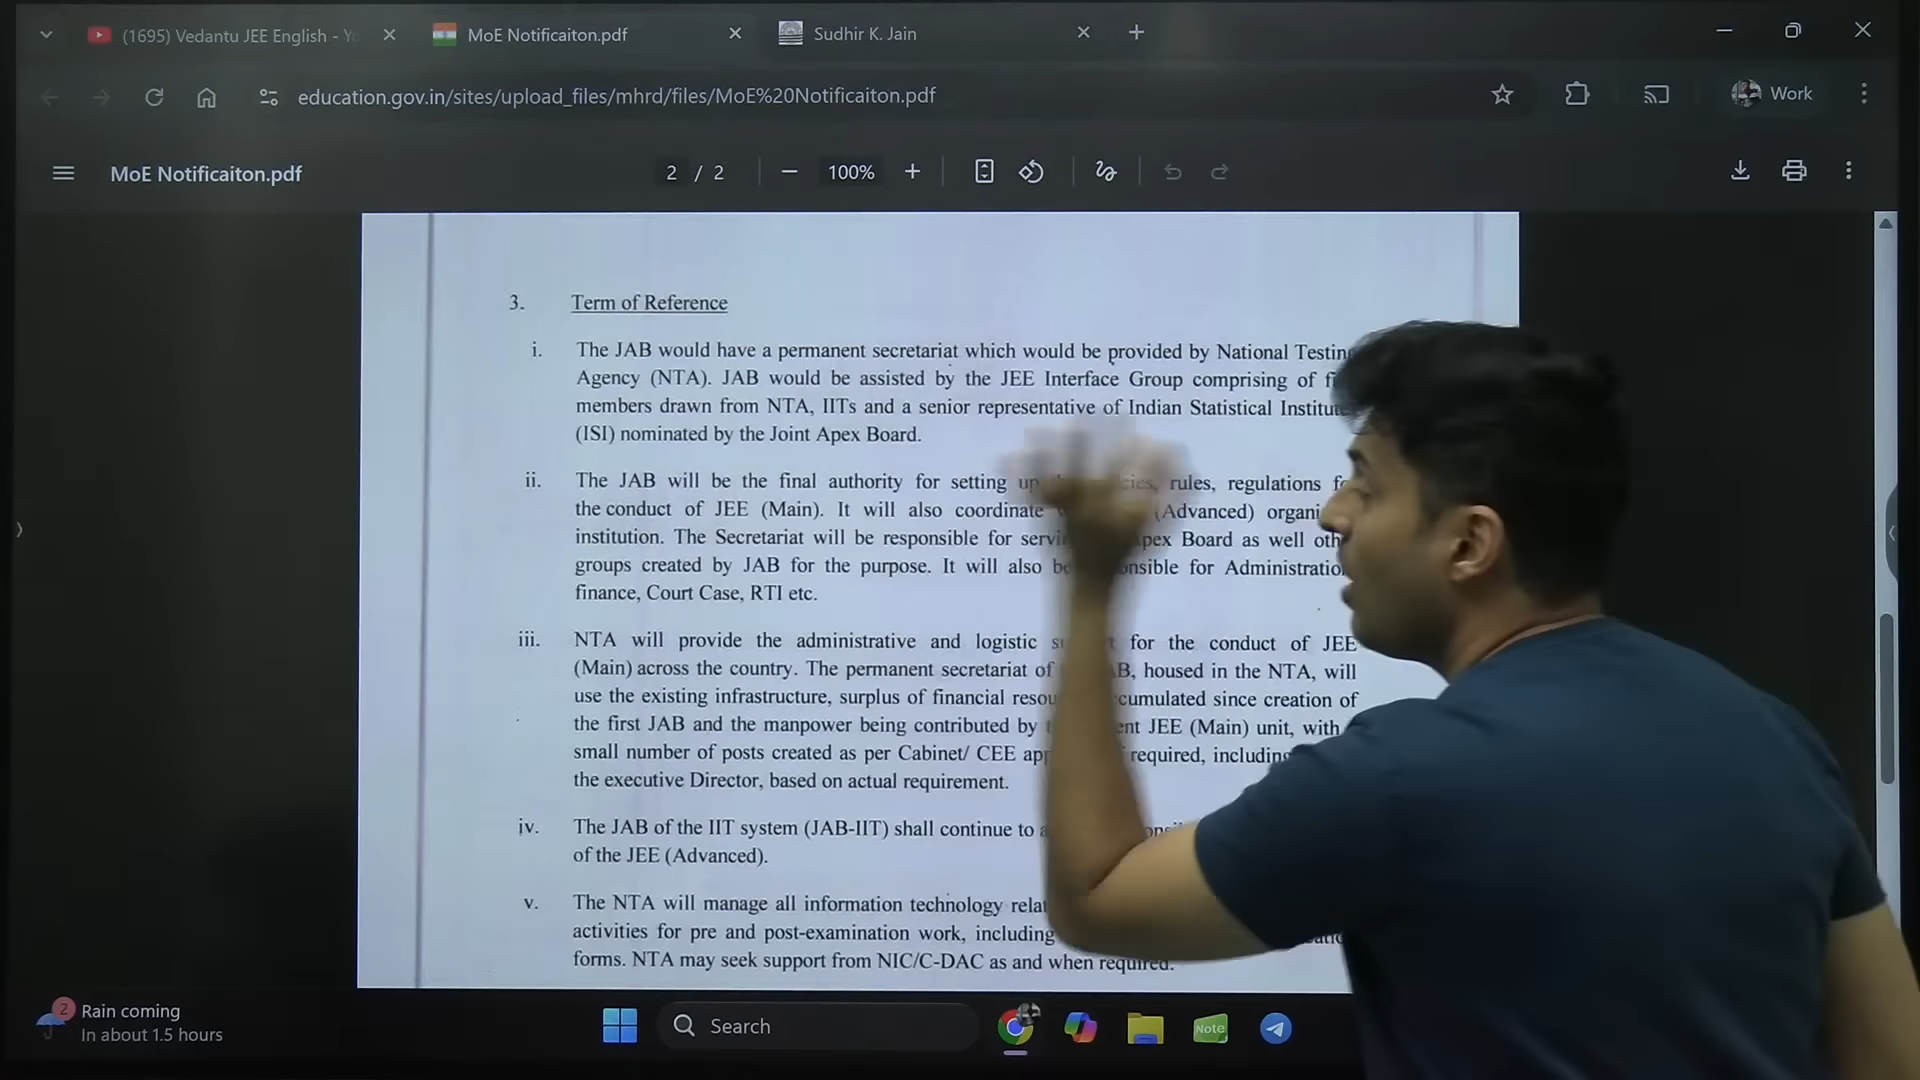 (1695) Vedantu JEE English - Yo
MoE Notificaiton.pdf
Sudhir K. Jain
education.gov.in/sites/upload_files/mhrd/files/MoE%20Notificaiton.pdf
Work
MoE Notificaiton.pdf
2 / 2
100%
3. Term of Reference
i. The JAB would have a permanent secretariat which would be provided by National Testing
Agency (NTA). JAB would be assisted by the JEE Interface Group comprising of
members drawn from NTA, IITs and a senior representative of Indian Statistical Institute
(ISI) nominated by the Joint Apex Board.
ii. The JAB will be the final authority for setting up rules, regulations
the conduct of JEE (Main). It will also coordinate (Advanced)
institution. The Secretariat will be responsible for Board as well
groups created by JAB for the purpose. It will also for Administration
finance, Court Case, RTI etc.
iii. NTA will provide the administrative and logistic for the conduct of JEE
(Main) across the country. The permanent secretariat of housed in the NTA, will
use the existing infrastructure, surplus of financial since creation of
the first JAB and the manpower being contributed by JEE (Main) unit, with
small number of posts created as per Cabinet/ CEE required, including
the executive Director, based on actual requirement.
iv. The JAB of the IIT system (JAB-IIT) shall continue to
of the JEE (Advanced).
v. The NTA will manage all information technology
activities for pre and post-examination work, including
forms. NTA may seek support from NIC/C-DAC as and when required.
2
Rain coming
In about 1.5 hours
Search
Note